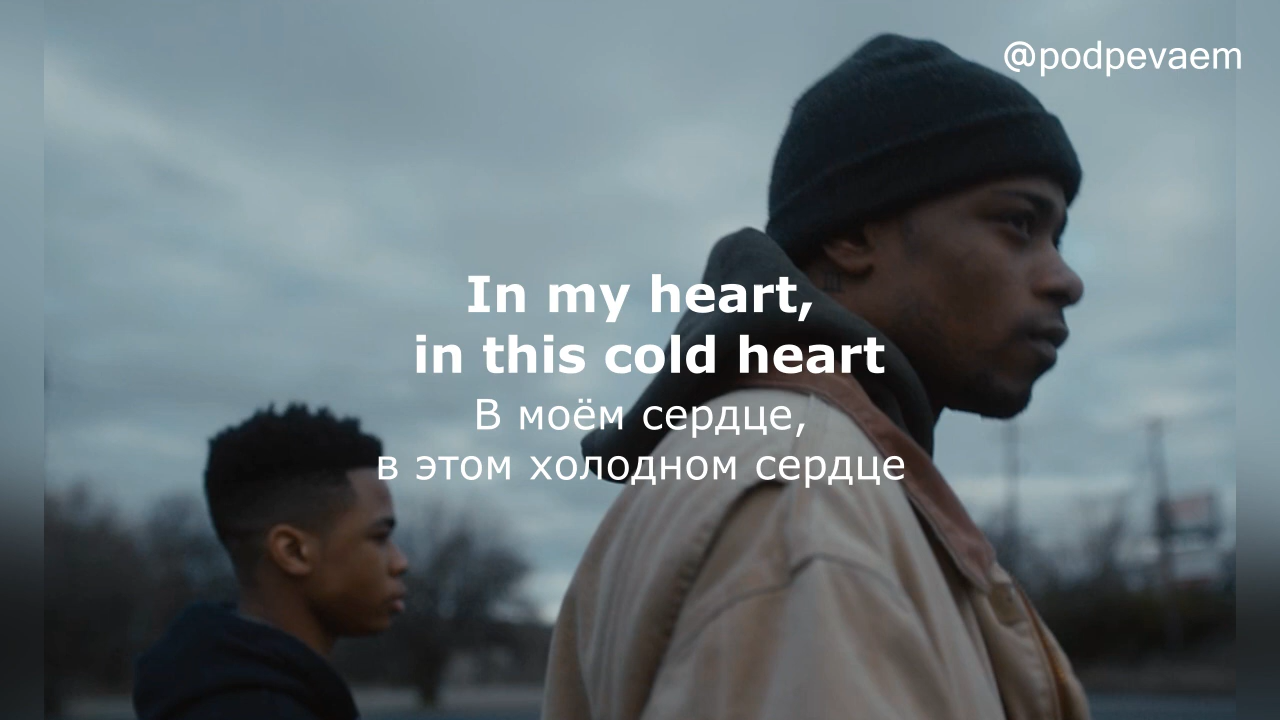 @podpevaem
In my heart,
in this cold heart
В моём сердце,
в этом холодном сердце